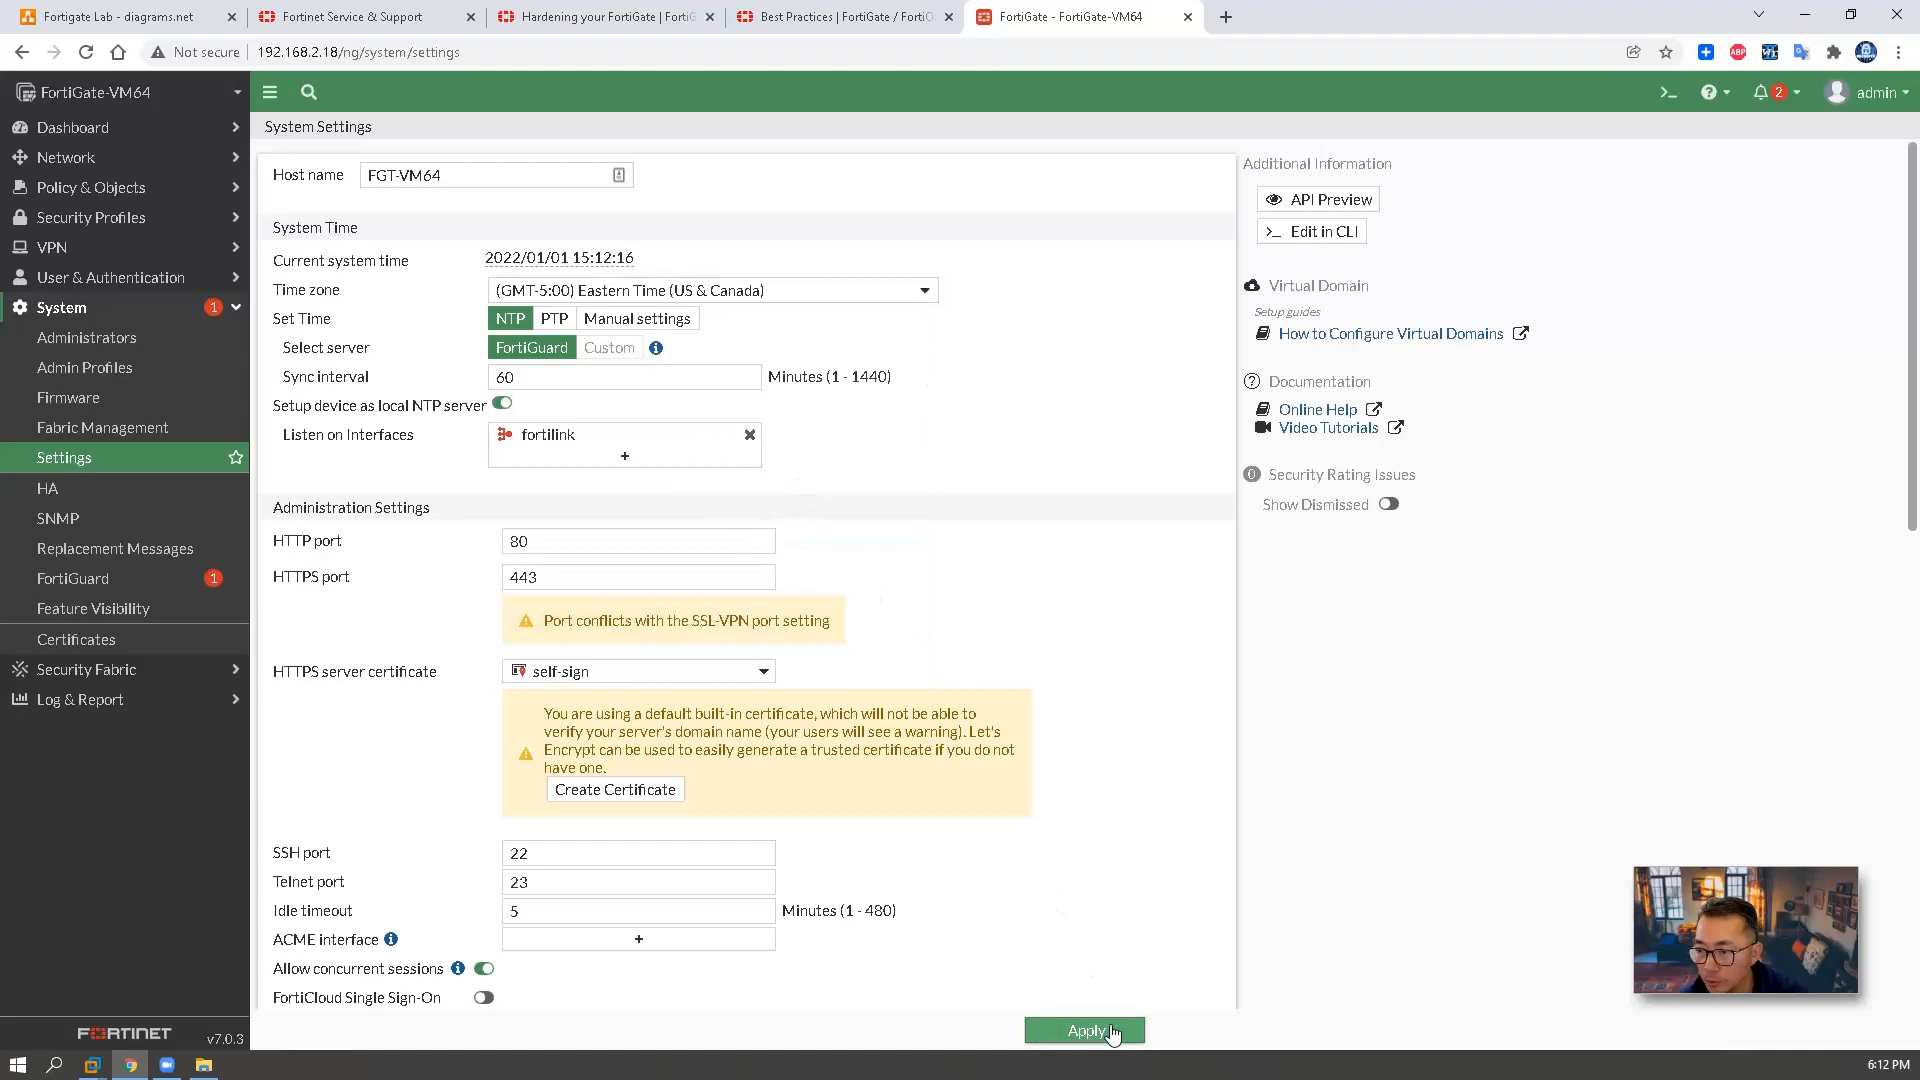 Fortigate Lab - diagrams.net
Fortinet Service & Support
Hardening your FortiGate | FortiG
Best Practices | FortiGate / FortiO
FortiGate - FortiGate-VM64
Not secure
192.168.2.18/ng/system/settings
ABP
FortiGate-VM64
2
admin
Dashboard
Network
Policy & Objects
Security Profiles
VPN
User & Authentication
System
1
Administrators
Admin Profiles
Firmware
Fabric Management
Settings
HA
SNMP
Replacement Messages
FortiGuard
1
Feature Visibility
Certificates
Security Fabric
Log & Report
FORTINET
v7.0.3
System Settings
Host name
FGT-VM64
System Time
Current system time
2022/01/01 15:12:16
Time zone
(GMT-5:00) Eastern Time (US & Canada)
Set Time
NTP PTP Manual settings
Select server
FortiGuard Custom
Sync interval
60
Minutes (1 - 1440)
Setup device as local NTP server
Listen on Interfaces
fortilink
+
Administration Settings
HTTP port
80
HTTPS port
443
Port conflicts with the SSL-VPN port setting
HTTPS server certificate
self-sign
You are using a default built-in certificate, which will not be able to
verify your server's domain name (your users will see a warning). Let's
Encrypt can be used to easily generate a trusted certificate if you do not
have one.
Create Certificate
SSH port
22
Telnet port
23
Idle timeout
5
Minutes (1 - 480)
ACME interface
+
Allow concurrent sessions
FortiCloud Single Sign-On
Apply
Additional Information
API Preview
>_ Edit in CLI
Virtual Domain
Setup guides
How to Configure Virtual Domains
Documentation
Online Help
Video Tutorials
0 Security Rating Issues
Show Dismissed
6:12 PM